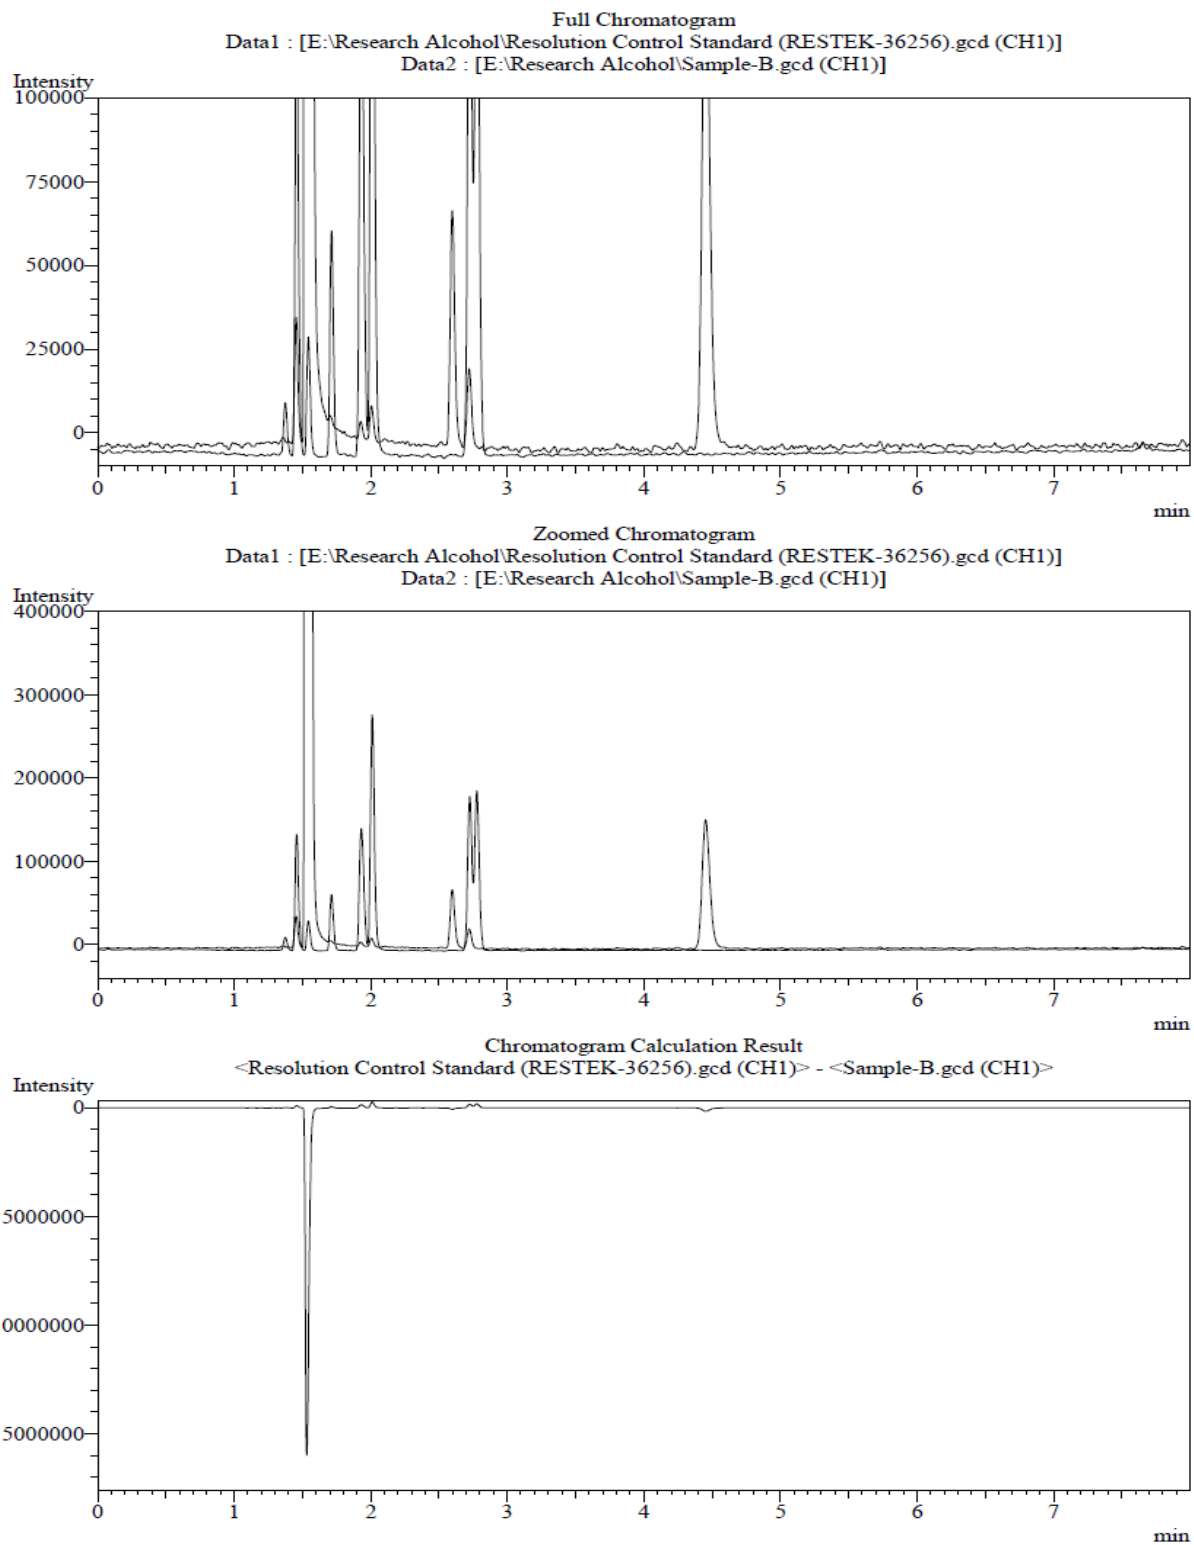 Full Chromatogram
Data1 : [E:\Research Alcohol\Resolution Control Standard (RESTEK-36256).gcd (CH1)]
Data2 : [E:\Research Alcohol\Sample-B.gcd (CH1)]
Intensity
100000
75000
50000
25000
0
0 1 2 3 4 5 6 7
min
Zoomed Chromatogram
Data1 : [E:\Research Alcohol\Resolution Control Standard (RESTEK-36256).gcd (CH1)]
Data2 : [E:\Research Alcohol\Sample-B.gcd (CH1)]
Intensity
400000
300000
200000
100000
0
0 1 2 3 4 5 6 7
min
Chromatogram Calculation Result
<Resolution Control Standard (RESTEK-36256).gcd (CH1)> - <Sample-B.gcd (CH1)>
Intensity
0
5000000
0000000
5000000
0 1 2 3 4 5 6 7
min